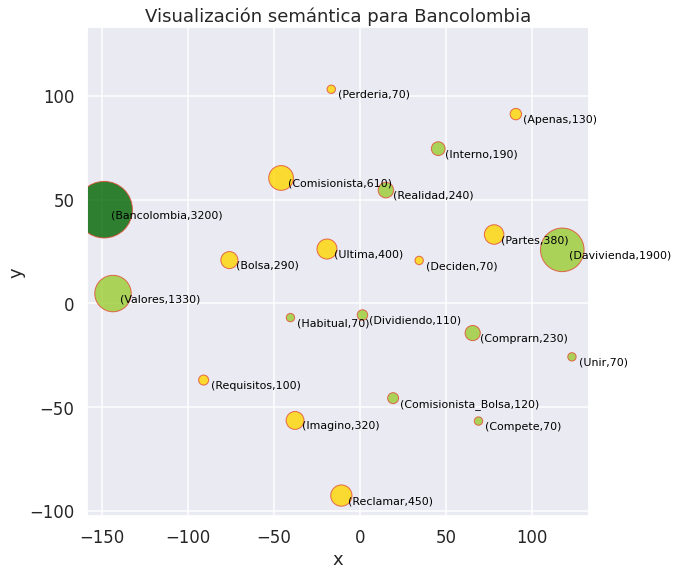 Visualización semántica para Bancolombia
y
100
50
0
−50
−100
(Perderia,70)
(Apenas,130)
(Interno,190)
(Comisionista,610)
(Realidad,240)
(Bancolombia,3200)
(Partes,380)
(Ultima,400)
(Davivienda,1900)
(Bolsa,290)
(Deciden,70)
(Valores,1330)
(Habitual,70)
(Dividiendo,110)
(Comprarn,230)
(Unir,70)
(Requisitos,100)
(Comisionista_Bolsa,120)
(Imagino,320)
(Compete,70)
(Reclamar,450)
−150 −100 −50 0 50 100
x